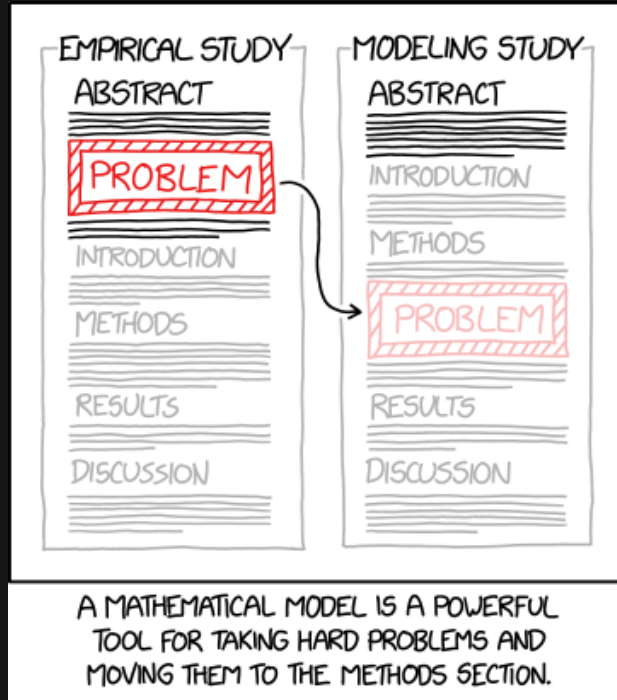 EMPIRICAL STUDY
ABSTRACT
PROBLEM
INTRODUCTION
METHODS
RESULTS
DISCUSSION
MODELING STUDY
ABSTRACT
INTRODUCTION
METHODS
PROBLEM
RESULTS
DISCUSSION
A MATHEMATICAL MODEL IS A POWERFUL
TOOL FOR TAKING HARD PROBLEMS AND
MOVING THEM TO THE METHODS SECTION.